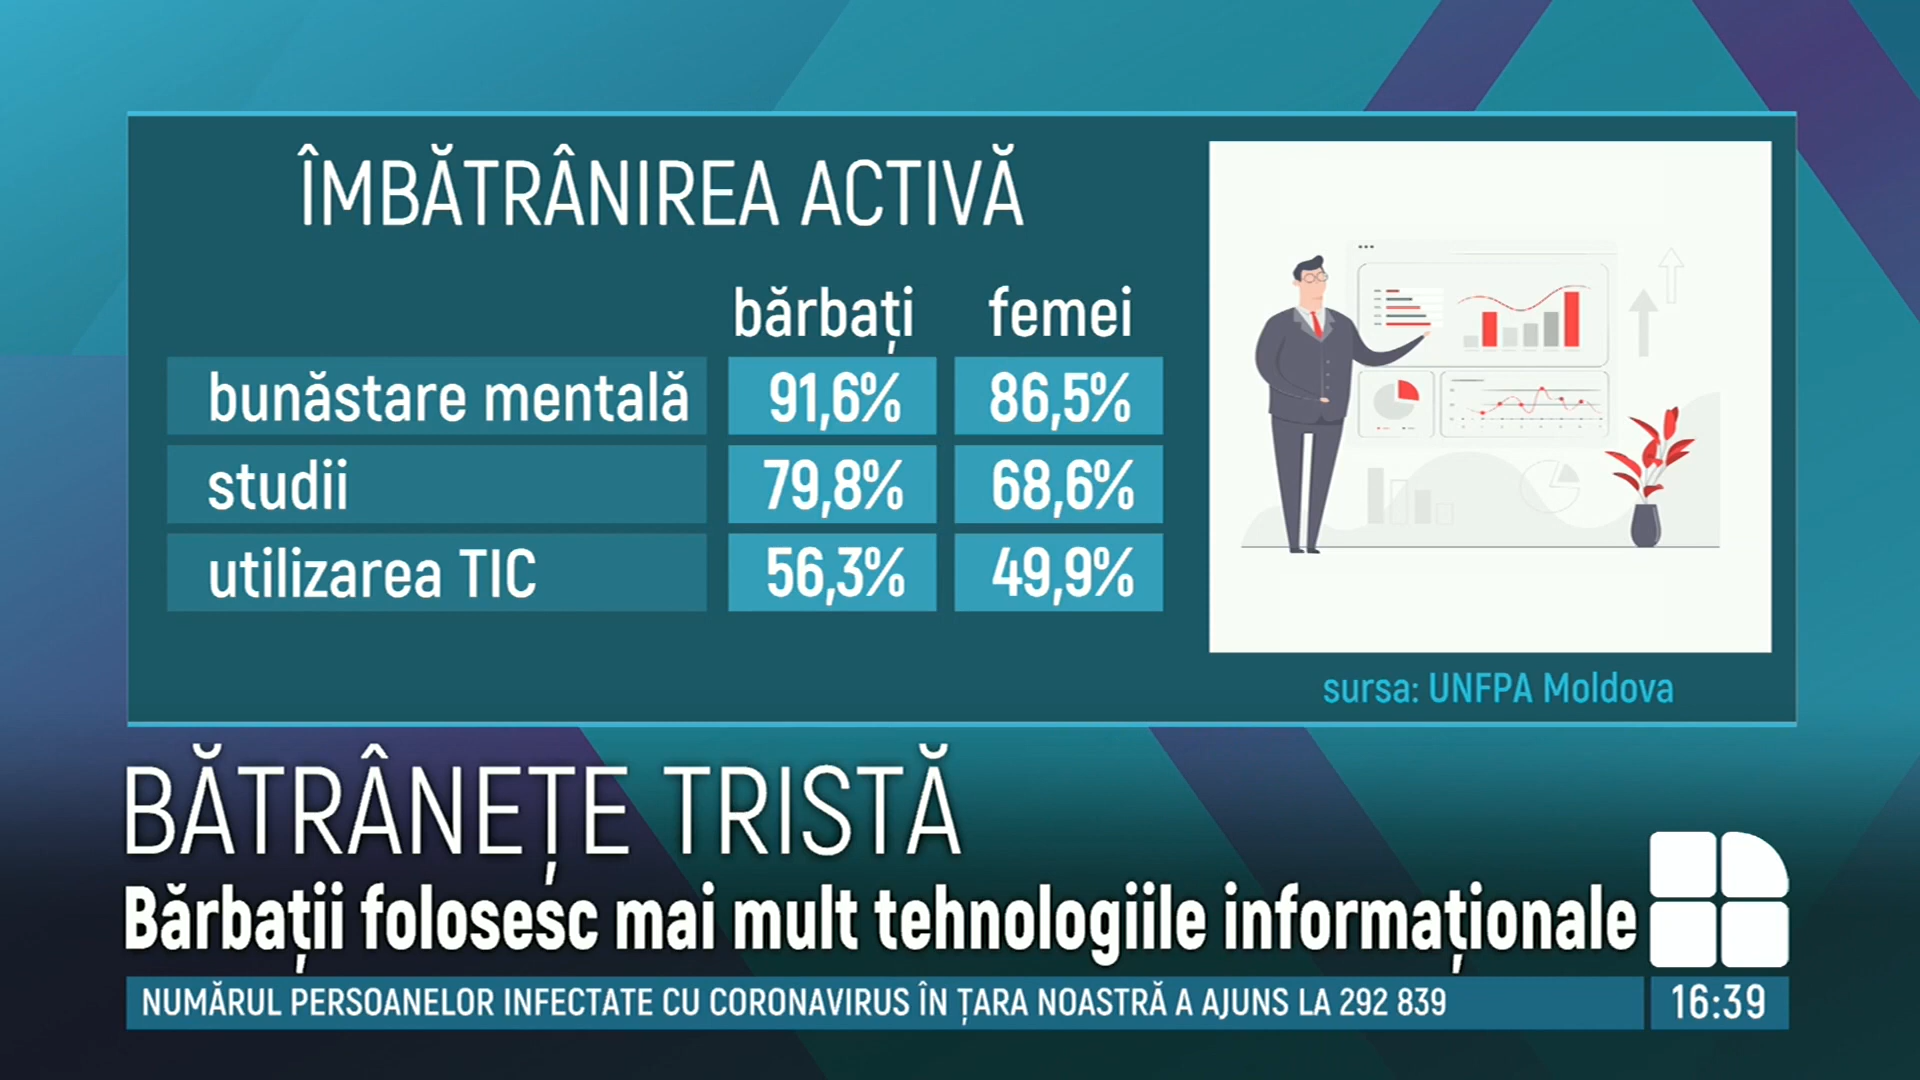 ÎMBĂTRÂNIREA ACTIVĂ
bărbați femei
bunăstare mentală 91,6% 86,5%
studii 79,8% 68,6%
utilizarea TIC 56,3% 49,9%
sursa: UNFPA Moldova
BĂTRÂNEȚE TRISTĂ
Bărbații folosesc mai mult tehnologiile informaționale
NUMĂRUL PERSOANELOR INFECTATE CU CORONAVIRUS ÎN ȚARA NOASTRĂ A AJUNS LA 292 839 16:39